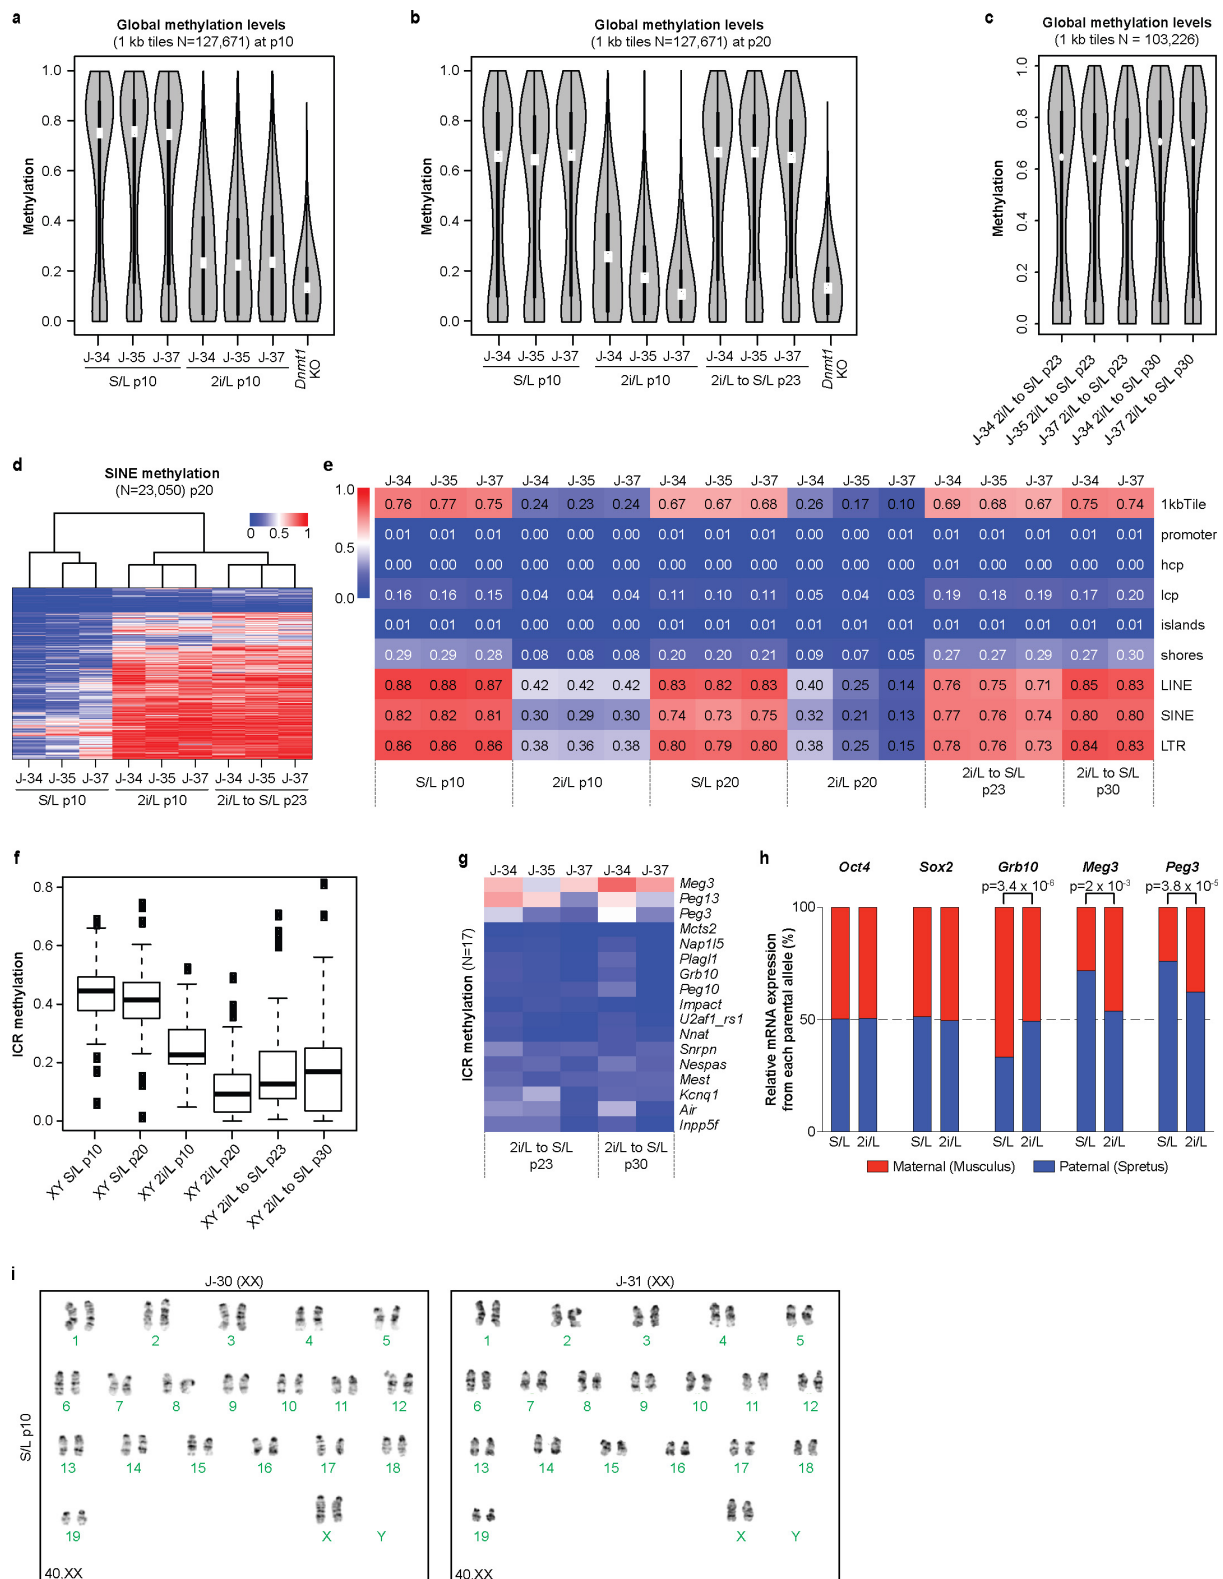 a
Global methylation levels
(1 kb tiles N=127,671) at p10
Methylation
1.0
0.8
0.6
0.4
0.2
0.0
J-34 J-35 J-37 J-34 J-35 J-37
S/L p10 2i/L p10
Dnmt1 KO
b
Global methylation levels
(1 kb tiles N=127,671) at p20
Methylation
1.0
0.8
0.6
0.4
0.2
0.0
J-34 J-35 J-37 J-34 J-35 J-37 J-34 J-35 J-37
S/L p10 2i/L p10 2i/L to S/L p23
Dnmt1 KO
c
Global methylation levels
(1 kb tiles N = 103,226)
Methylation
1.0
0.8
0.6
0.4
0.2
0.0
J-34 2i/L to S/L p23
J-35 2i/L to S/L p23
J-37 2i/L to S/L p23
J-34 2i/L to S/L p30
J-37 2i/L to S/L p30
d
SINE methylation
(N=23,050) p20
0 0.5 1
J-34 J-35 J-37 J-34 J-35 J-37 J-34 J-35 J-37
S/L p10 2i/L p10 2i/L to S/L p23
e
1.0
0.5
0.0
J-34 J-35 J-37 J-34 J-35 J-37 J-34 J-35 J-37 J-34 J-35 J-37 J-34 J-35 J-37 J-34 J-37
0.76 0.77 0.75 0.24 0.23 0.24 0.67 0.67 0.68 0.26 0.17 0.10 0.69 0.68 0.67 0.75 0.74 1kbTile
0.01 0.01 0.01 0.00 0.00 0.00 0.01 0.01 0.01 0.00 0.00 0.01 0.01 0.01 0.01 0.01 0.01 promoter
0.00 0.00 0.00 0.00 0.00 0.00 0.00 0.00 0.00 0.00 0.00 0.00 0.01 0.00 0.00 0.00 0.00 hcp
0.16 0.16 0.15 0.04 0.04 0.04 0.11 0.10 0.11 0.05 0.04 0.03 0.19 0.18 0.19 0.17 0.20 lcp
0.01 0.01 0.01 0.00 0.00 0.00 0.01 0.01 0.01 0.01 0.01 0.01 0.01 0.01 0.01 0.01 0.01 islands
0.29 0.29 0.28 0.08 0.08 0.08 0.20 0.20 0.21 0.09 0.07 0.05 0.27 0.27 0.29 0.27 0.30 shores
0.88 0.88 0.87 0.42 0.42 0.42 0.83 0.82 0.83 0.40 0.25 0.14 0.76 0.75 0.71 0.85 0.83 LINE
0.82 0.82 0.81 0.30 0.29 0.30 0.74 0.73 0.75 0.32 0.21 0.13 0.77 0.76 0.74 0.80 0.80 SINE
0.86 0.86 0.86 0.38 0.36 0.38 0.80 0.79 0.80 0.38 0.25 0.15 0.78 0.76 0.73 0.84 0.83 LTR
S/L p10 2i/L p10 S/L p20 2i/L p20 2i/L to S/L p23 2i/L to S/L p30
f
ICR methylation
0.8
0.6
0.4
0.2
0.0
XY S/L p10
XY S/L p20
XY 2i/L p10
XY 2i/L p20
XY 2i/L to S/L p23
XY 2i/L to S/L p30
g
ICR methylation (N=17)
J-34 J-35 J-37 J-34 J-37
Meg3
Peg13
Peg3
Mcts2
Nap1l5
Plagl1
Grb10
Peg10
Impact
U2af1_rs1
Nnat
Snrpn
Nespas
Mest
Kcnq1
Air
Inpp5f
2i/L to S/L p23 2i/L to S/L p30
h
Oct4 Sox2 Grb10 Meg3 Peg3
p=3.4 x 10-6 p=2 x 10-3 p=3.8 x 10-5
Relative mRNA expression
from each parental allele (%)
100
50
0
S/L 2i/L S/L 2i/L S/L 2i/L S/L 2i/L S/L 2i/L
Maternal (Musculus) Paternal (Spretus)
i
J-30 (XX) J-31 (XX)
S/L p10
1 2 3 4 5
6 7 8 9 10 11 12
13 14 15 16 17 18
19 X Y
40.XX
1 2 3 4 5
6 7 8 9 10 11 12
13 14 15 16 17 18
19 X Y
40.XX